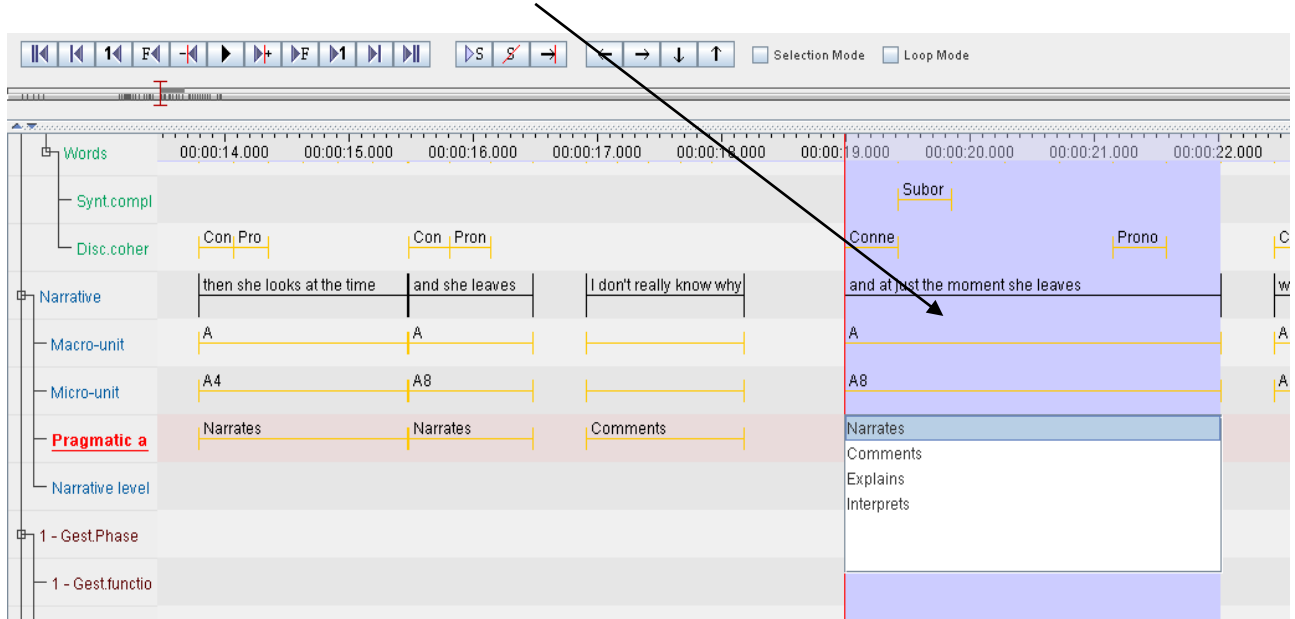 1 F - + F 1 S S Selection Mode Loop Mode
Words 00:00:14.000 00:00:15.000 00:00:16.000 00:00:17.000 00:00:18.000 00:00:19.000 00:00:20.000 00:00:21.000 00:00:22.000
Synt.compl Subor
Disc.coher Con Pro Con Pron Conne Prono C
Narrative then she looks at the time and she leaves I don't really know why and at just the moment she leaves w
Macro-unit A A A A
Micro-unit A4 A8 A8 A
Pragmatic a Narrates Narrates Comments Narrates
Comments
Explains
Narrative level
Interprets
1 - Gest.Phase
1 - Gest.functio